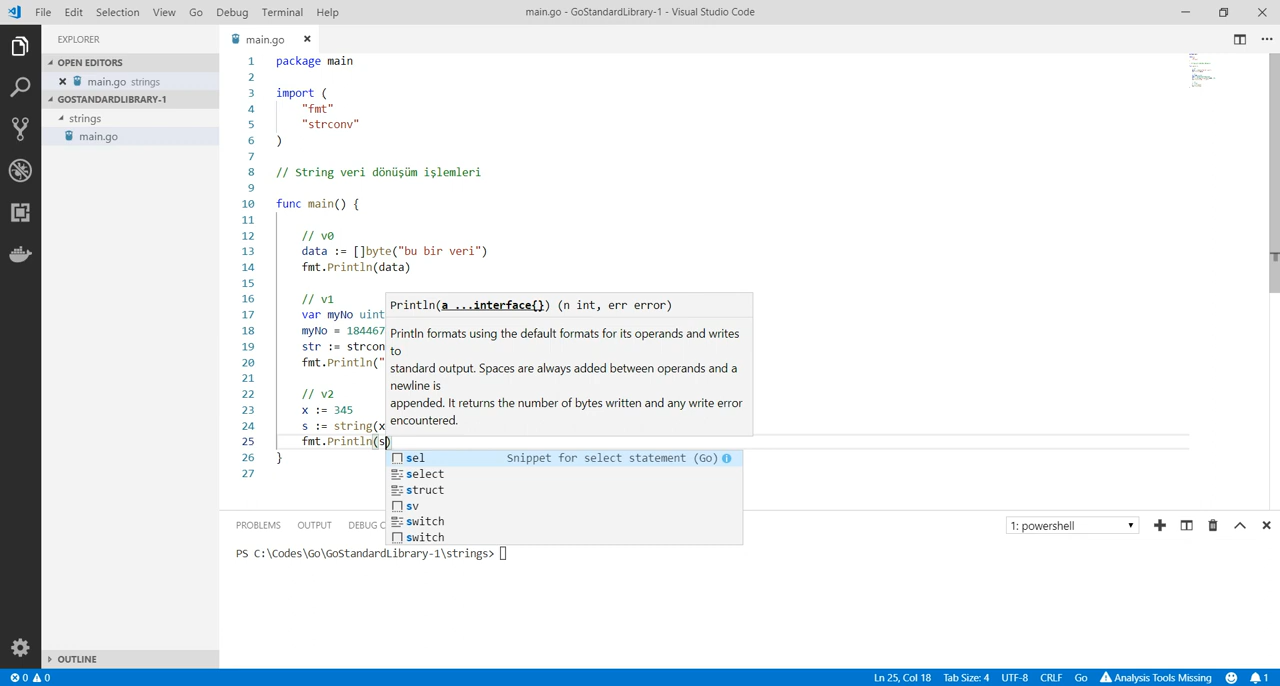 File Edit Selection View Go Debug Terminal Help
main.go - GoStandardLibrary-1 - Visual Studio Code
EXPLORER
OPEN EDITORS
main.go strings
GOSTANDARDLIBRARY-1
strings
main.go
OUTLINE
main.go
1 package main
2
3 import (
4 "fmt"
5 "strconv"
6 )
7
8 // String veri dönüşüm işlemleri
9
10 func main() {
11
12 // v0
13 data := []byte("bu bir veri")
14 fmt.Println(data)
15
16 // v1
17 var myNo uint
18 myNo = 184467
19 str := strcon
20 fmt.Println("
21
22 // v2
23 x := 345
24 s := string(x
25 fmt.Println(s)
26 }
27
Println(a ...interface{}) (n int, err error)
Println formats using the default formats for its operands and writes
to
standard output. Spaces are always added between operands and a
newline is
appended. It returns the number of bytes written and any write error
encountered.
sel Snippet for select statement (Go)
select
struct
sv
switch
switch
PROBLEMS OUTPUT DEBUG C
1: powershell
PS C:\Codes\Go\GoStandardLibrary-1\strings>
0 0
Ln 25, Col 18 Tab Size: 4 UTF-8 CRLF Go Analysis Tools Missing 1